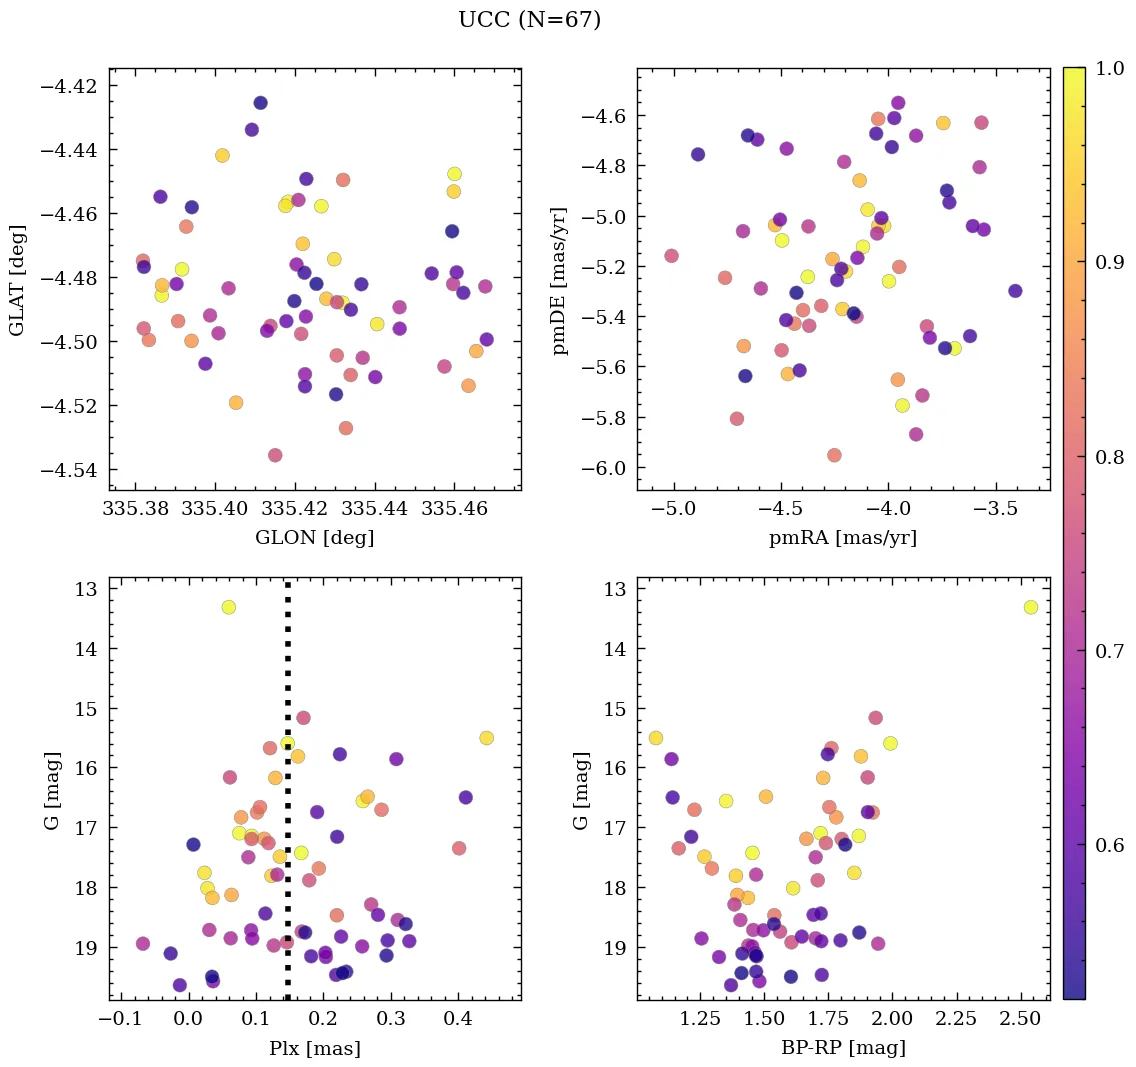 UCC (N=67)
−4.42
−4.44
−4.46
−4.48
−4.50
−4.52
−4.54
GLAT [deg]
335.38 335.40 335.42 335.44 335.46
GLON [deg]
−4.6
−4.8
−5.0
−5.2
−5.4
−5.6
−5.8
−6.0
pmDE [mas/yr]
−5.0 −4.5 −4.0 −3.5
pmRA [mas/yr]
1.0
0.9
0.8
0.7
0.6
13
14
15
16
17
18
19
G [mag]
−0.1 0.0 0.1 0.2 0.3 0.4
Plx [mas]
13
14
15
16
17
18
19
G [mag]
1.25 1.50 1.75 2.00 2.25 2.50
BP-RP [mag]